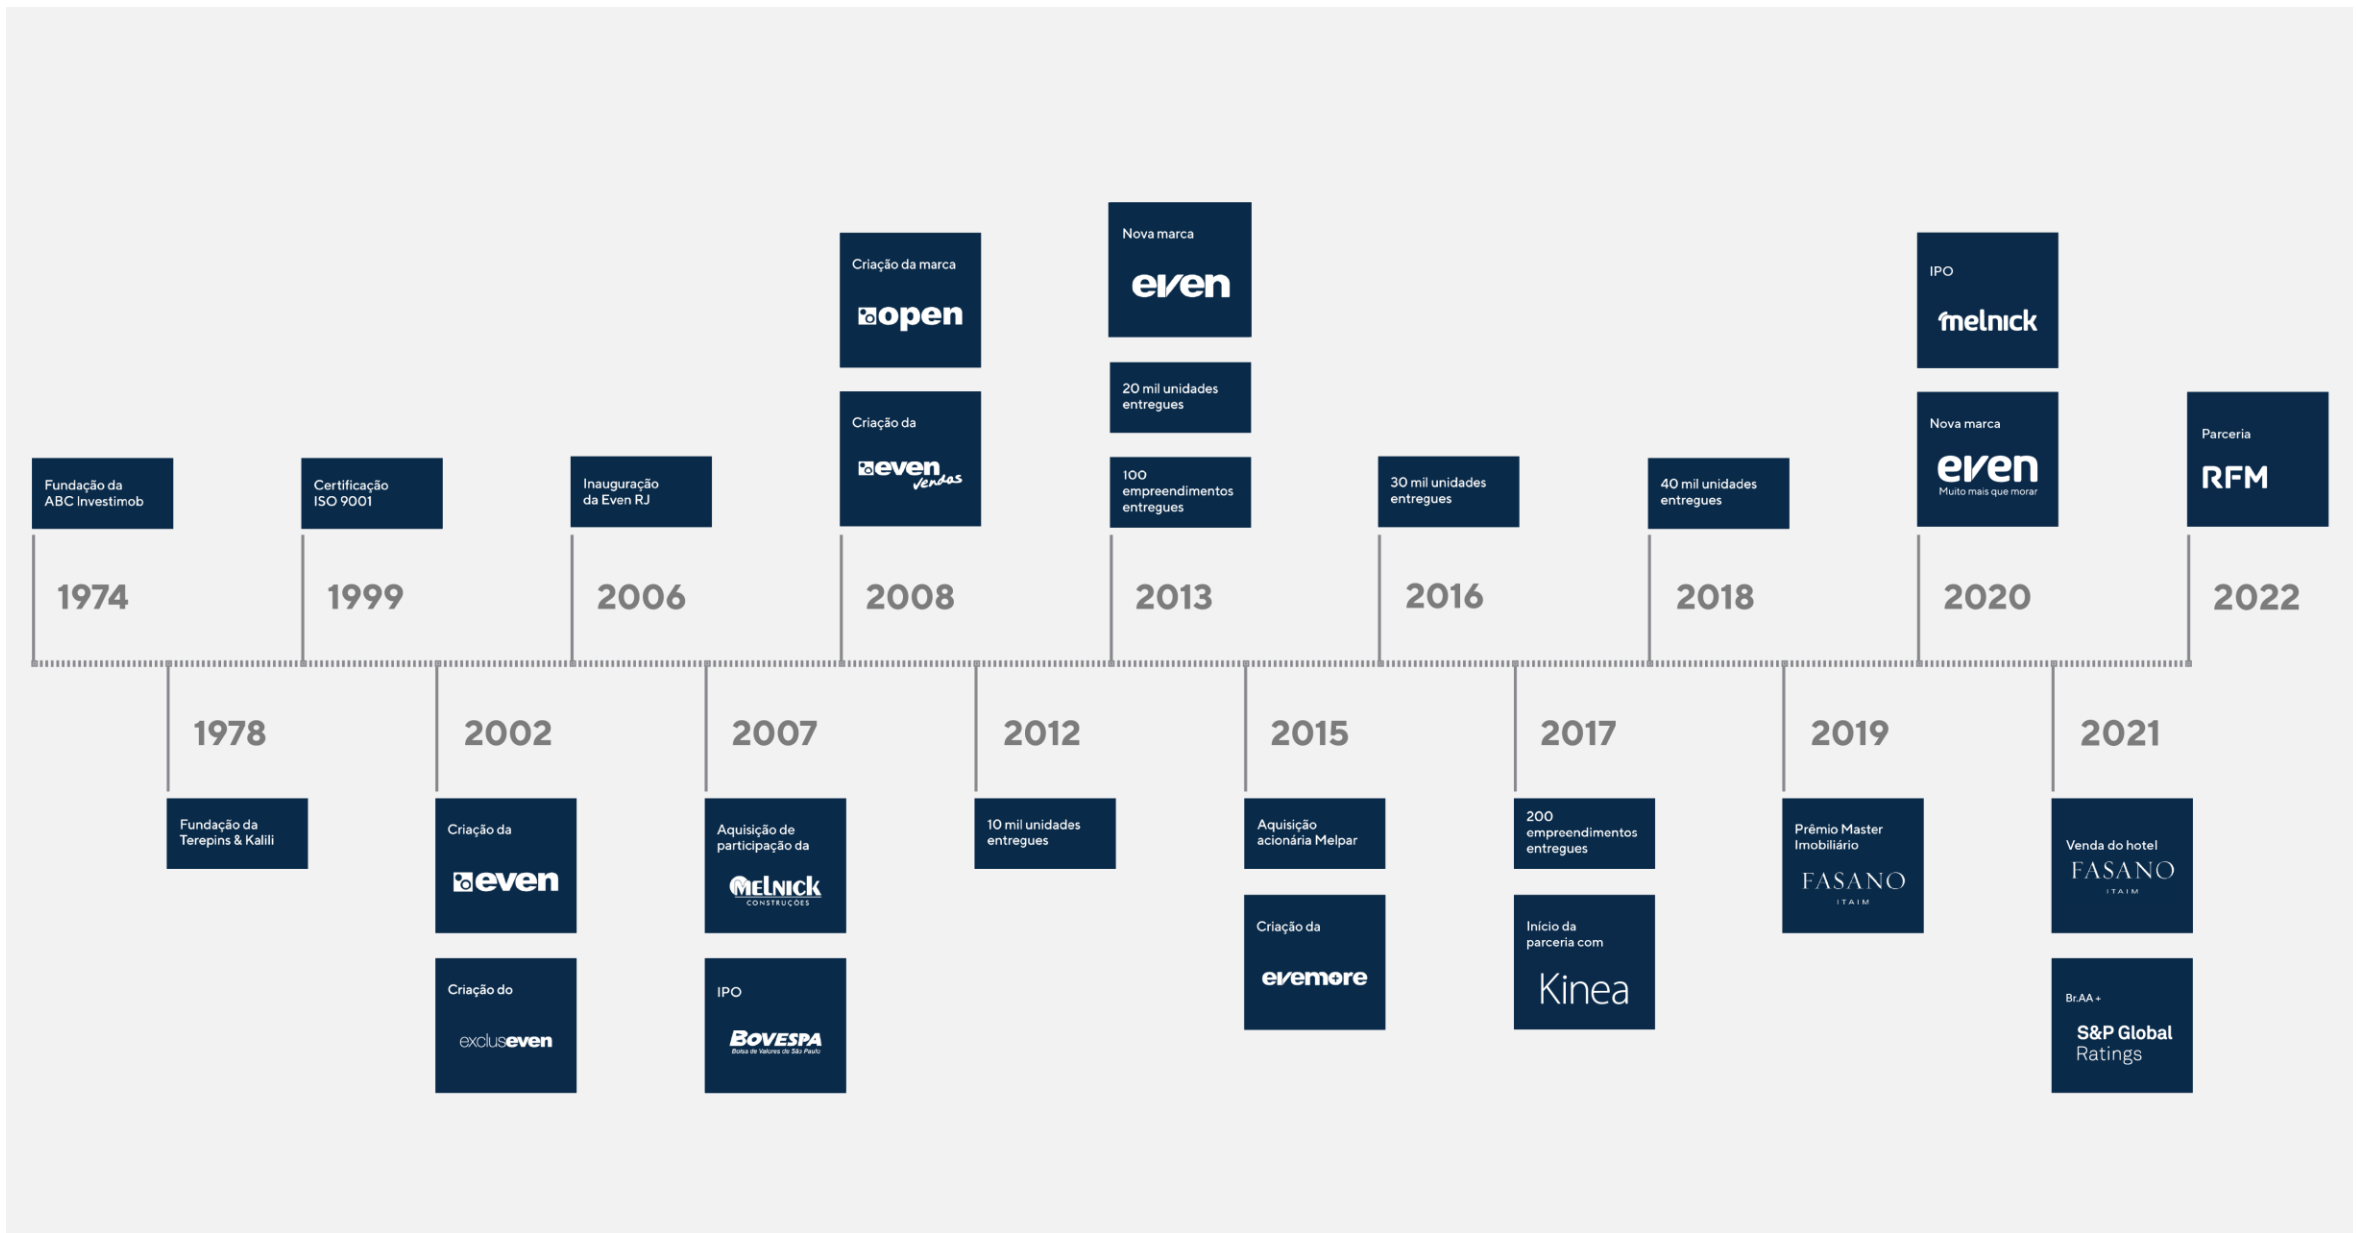 1974
Fundação da
ABC Investimob
1978
Fundação da
Terepins & Kalili
1999
Certificação
ISO 9001
2002
Criação da
even
Criação do
excluseven
2006
Inauguração
da Even RJ
2007
Aquisição de
participação da
MELNICK
CONSTRUÇÕES
IPO
BOVESPA
Bolsa de Valores de São Paulo
2008
Criação da marca
open
Criação da
even
vendas
2012
10 mil unidades
entregues
2013
Nova marca
even
20 mil unidades
entregues
100
empreendimentos
entregues
2015
Aquisição
acionária Melpar
Criação da
evemore
2016
30 mil unidades
entregues
2017
200
empreendimentos
entregues
Início da
parceria com
Kinea
2018
40 mil unidades
entregues
2019
Prêmio Master
Imobiliário
FASANO
ITAIM
2020
IPO
melnick
Nova marca
even
Muito mais que morar
2021
Venda do hotel
FASANO
ITAIM
Br.AA +
S&P Global
Ratings
2022
Parceria
RFM